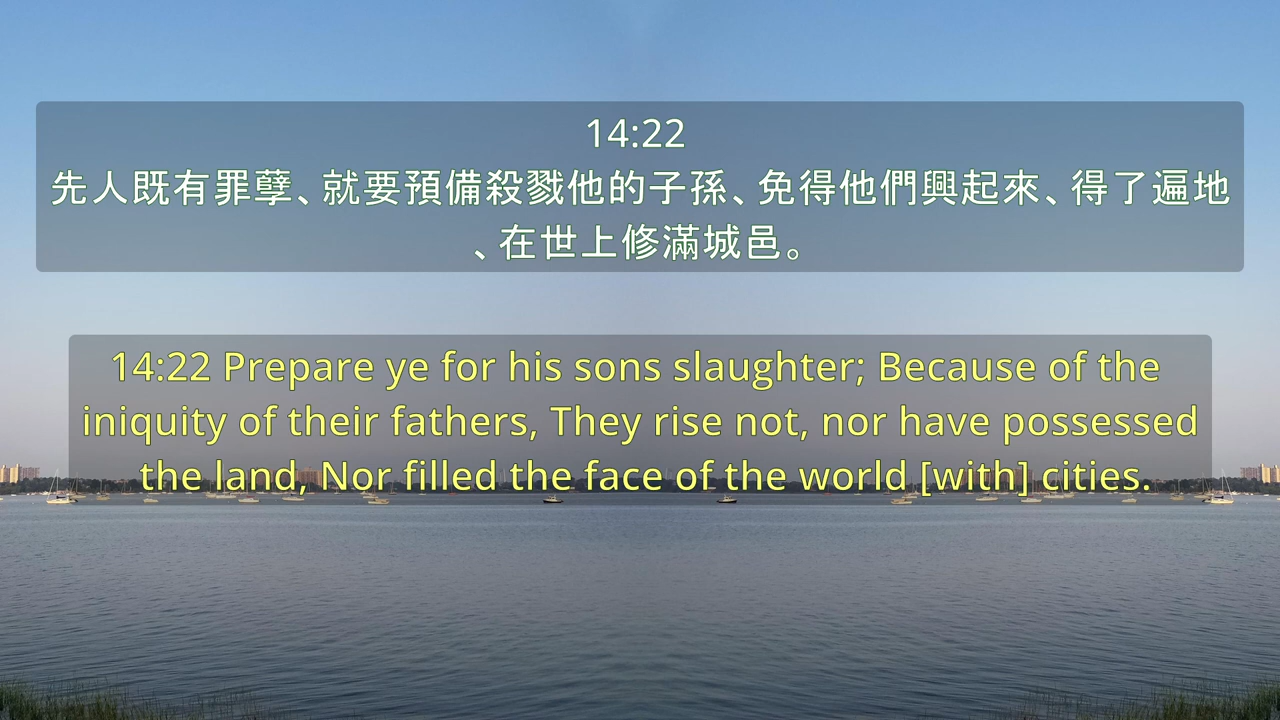 14:22
先人既有罪孽、就要預備殺戮他的子孫、免得他們興起來、得了遍地
、在世上修滿城邑。
14:22 Prepare ye for his sons slaughter; Because of the
iniquity of their fathers, They rise not, nor have possessed
the land, Nor filled the face of the world [with] cities.